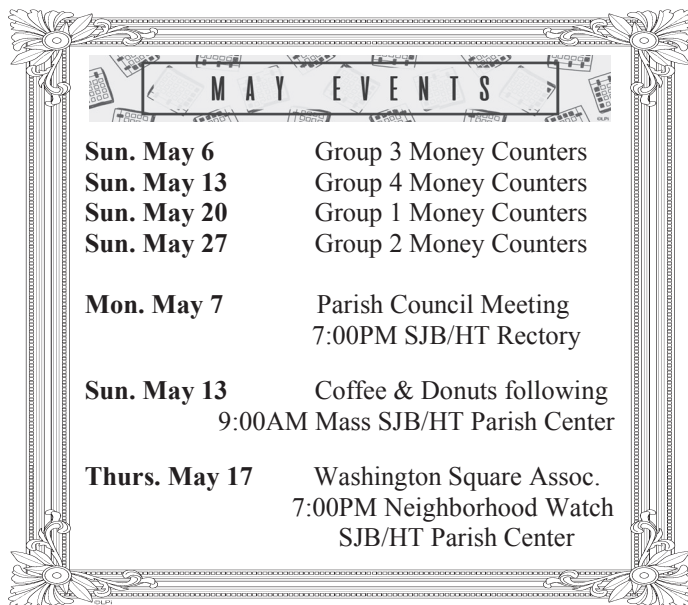 MAY EVENTS
©LPi
Sun. May 6 Group 3 Money Counters
Sun. May 13 Group 4 Money Counters
Sun. May 20 Group 1 Money Counters
Sun. May 27 Group 2 Money Counters
Mon. May 7 Parish Council Meeting
7:00PM SJB/HT Rectory
Sun. May 13 Coffee & Donuts following
9:00AM Mass SJB/HT Parish Center
Thurs. May 17 Washington Square Assoc.
7:00PM Neighborhood Watch
SJB/HT Parish Center
©LPi